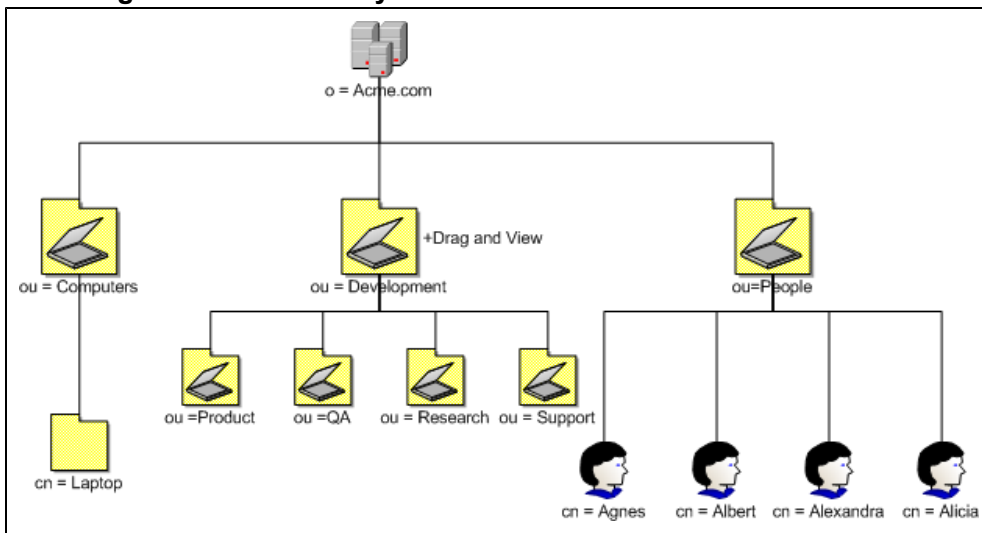 o = Acme.com
+Drag and View
ou = Computers
ou = Development
ou=People
ou =Product
ou =QA
ou = Research
ou = Support
cn = Laptop
cn = Agnes
cn = Albert
cn = Alexandra
cn = Alicia